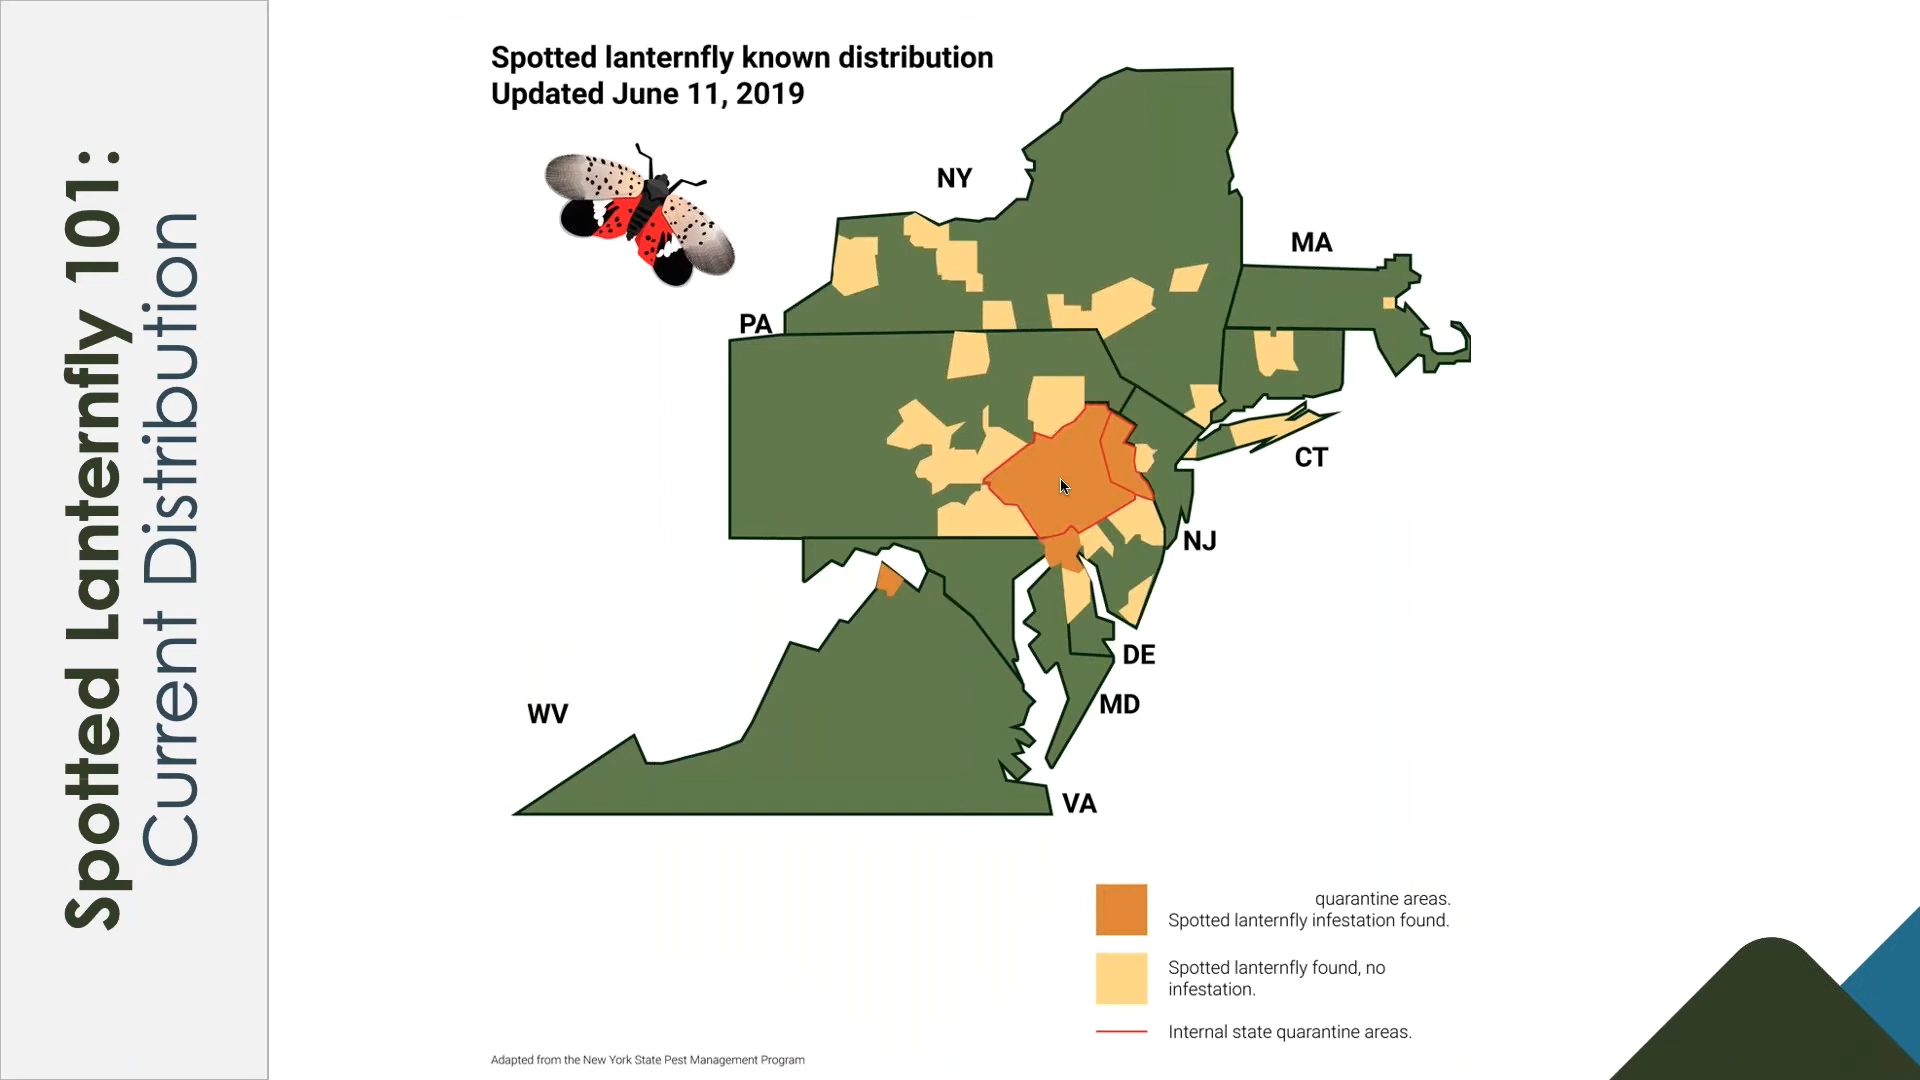 Spotted Lanternfly 101:
Current Distribution
Spotted lanternfly known distribution
Updated June 11, 2019
NY
MA
PA
CT
NJ
DE
MD
WV
VA
quarantine areas.
Spotted lanternfly infestation found.
Spotted lanternfly found, no
infestation.
Internal state quarantine areas.
Adapted from the New York State Pest Management Program